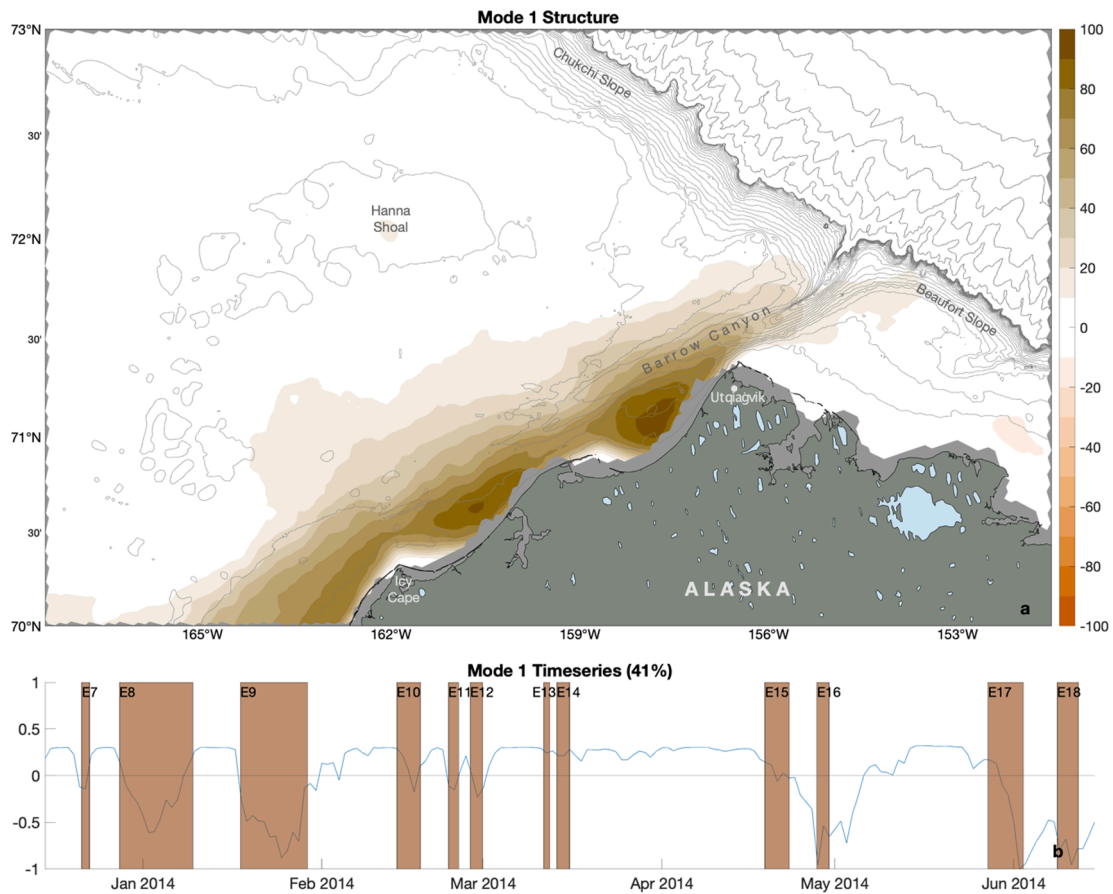 Mode 1 Structure
73°N
30'
72°N
30'
71°N
30'
70°N
165°W
162°W
159°W
156°W
153°W
Chukchi Slope
Hanna
Shoal
Barrow Canyon
Beaufort Slope
Utqiaġvik
Icy
Cape
ALASKA
a
100
80
60
40
20
0
-20
-40
-60
-80
-100
Mode 1 Timeseries (41%)
1
0.5
0
-0.5
-1
E7
E8
E9
E10
E11
E12
E13
E14
E15
E16
E17
E18
b
Jan 2014
Feb 2014
Mar 2014
Apr 2014
May 2014
Jun 2014